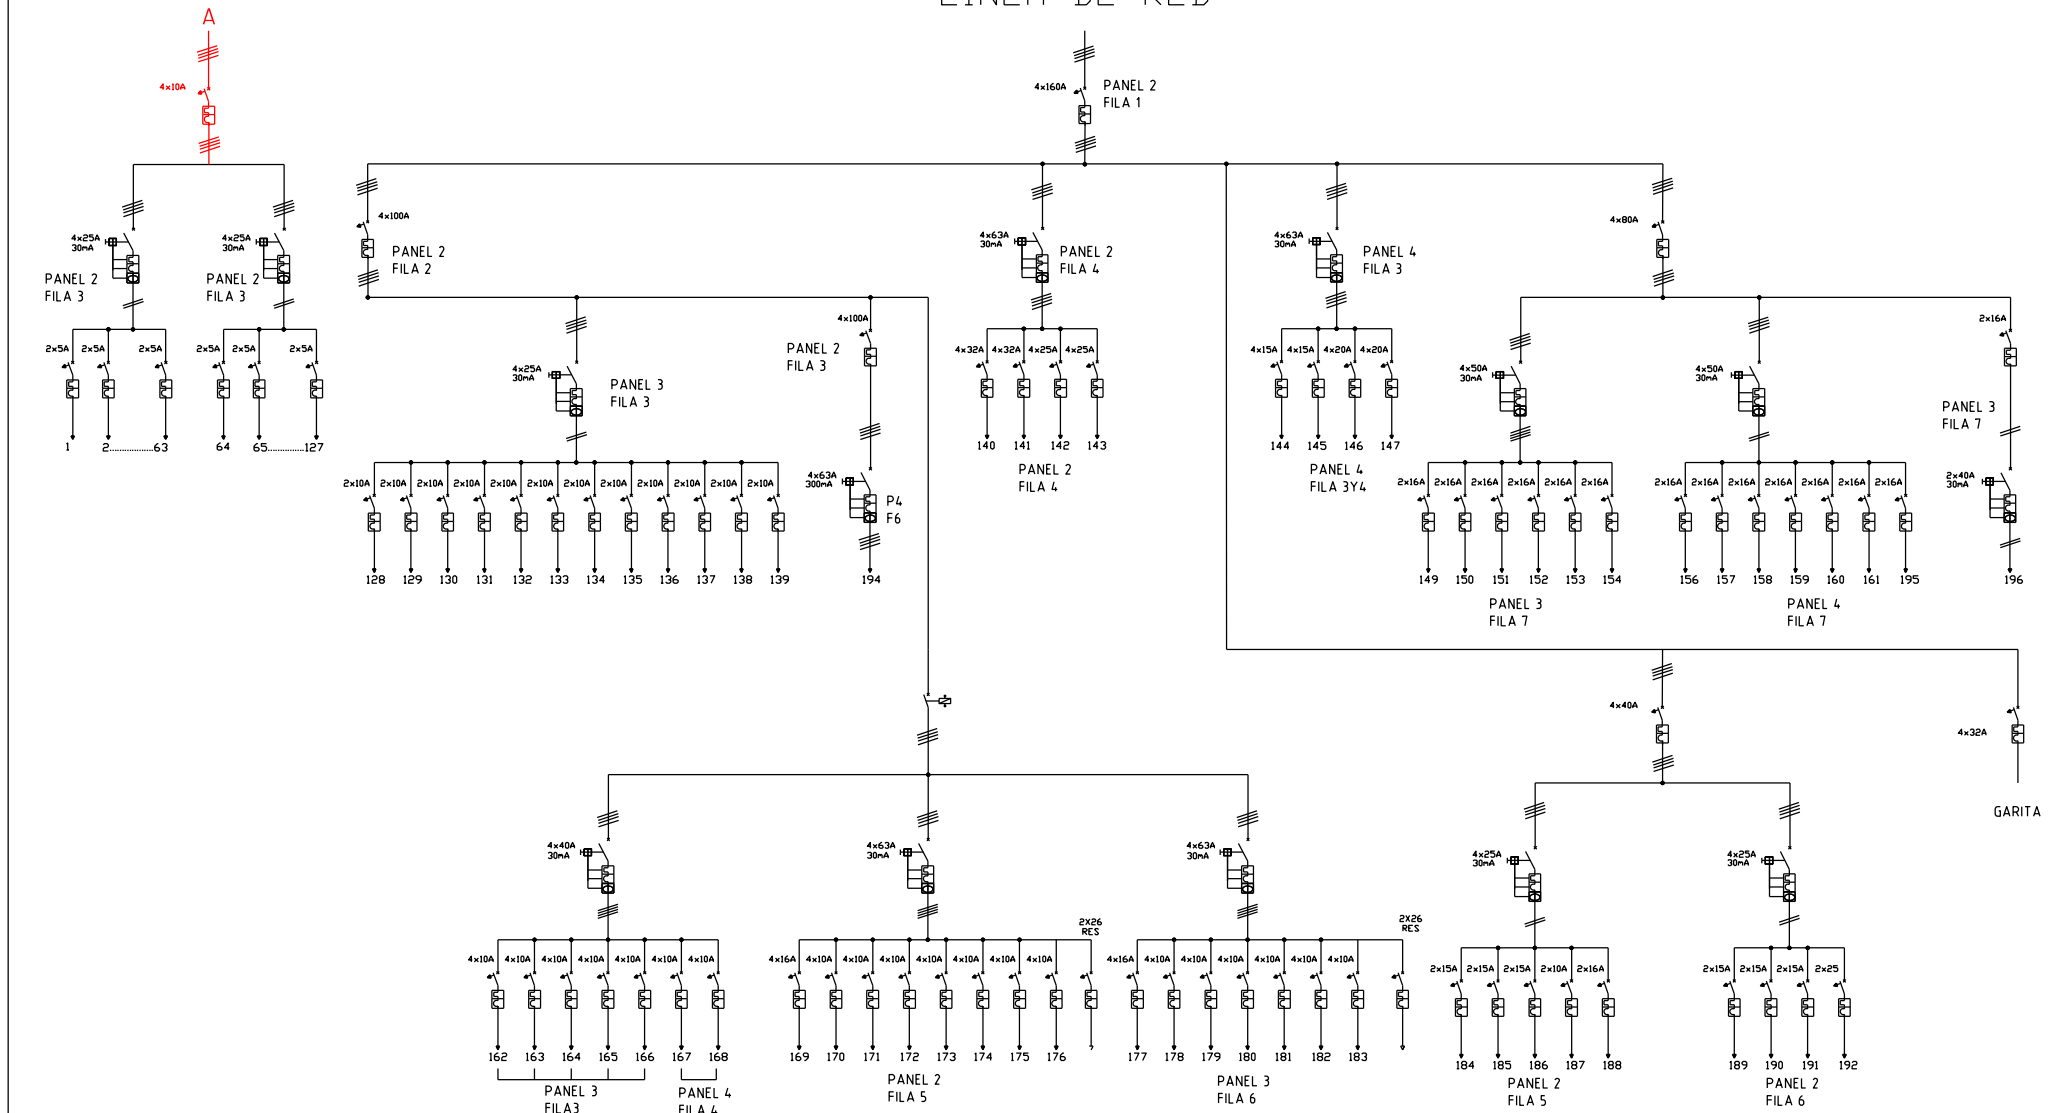 LINEA DE RED
A
4x10A
4x160A
PANEL 2
FILA 1
4x25A
30mA
PANEL 2
FILA 3
4x25A
30mA
PANEL 2
FILA 3
4x100A
PANEL 2
FILA 2
4x63A
30mA
PANEL 2
FILA 4
4x63A
30mA
PANEL 4
FILA 3
4x80A
2x5A 2x5A 2x5A
1 2 63
2x5A 2x5A 2x5A
64 65 127
4x25A
30mA
PANEL 3
FILA 3
4x100A
PANEL 2
FILA 3
4x63A
300mA
P4
F6
194
4x32A 4x32A 4x25A 4x25A
140 141 142 143
PANEL 2
FILA 4
4x15A 4x15A 4x20A 4x20A
144 145 146 147
PANEL 4
FILA 3Y4
4x50A
30mA
4x50A
30mA
2x16A
PANEL 3
FILA 7
2x40A
30mA
196
2x10A 2x10A 2x10A 2x10A 2x10A 2x10A 2x10A 2x10A 2x10A 2x10A 2x10A 2x10A
128 129 130 131 132 133 134 135 136 137 138 139
2x16A 2x16A 2x16A 2x16A 2x16A 2x16A
149 150 151 152 153 154
PANEL 3
FILA 7
2x16A 2x16A 2x16A 2x16A 2x16A 2x16A 2x16A
156 157 158 159 160 161 195
PANEL 4
FILA 7
4x40A
4x32A
GARITA
4x40A
30mA
4x63A
30mA
4x63A
30mA
4x25A
30mA
4x25A
30mA
4x10A 4x10A 4x10A 4x10A 4x10A 4x10A 4x10A
162 163 164 165 166 167 168
PANEL 3
FILA3
PANEL 4
FILA 4
2X26
RES
4x16A 4x10A 4x10A 4x10A 4x10A 4x10A 4x10A 4x10A
169 170 171 172 173 174 175 176
PANEL 2
FILA 5
2X26
RES
4x16A 4x10A 4x10A 4x10A 4x10A 4x10A 4x10A
177 178 179 180 181 182 183
PANEL 3
FILA 6
2x15A 2x15A 2x15A 2x10A 2x16A
184 185 186 187 188
PANEL 2
FILA 5
2x15A 2x15A 2x15A 2x25
189 190 191 192
PANEL 2
FILA 6